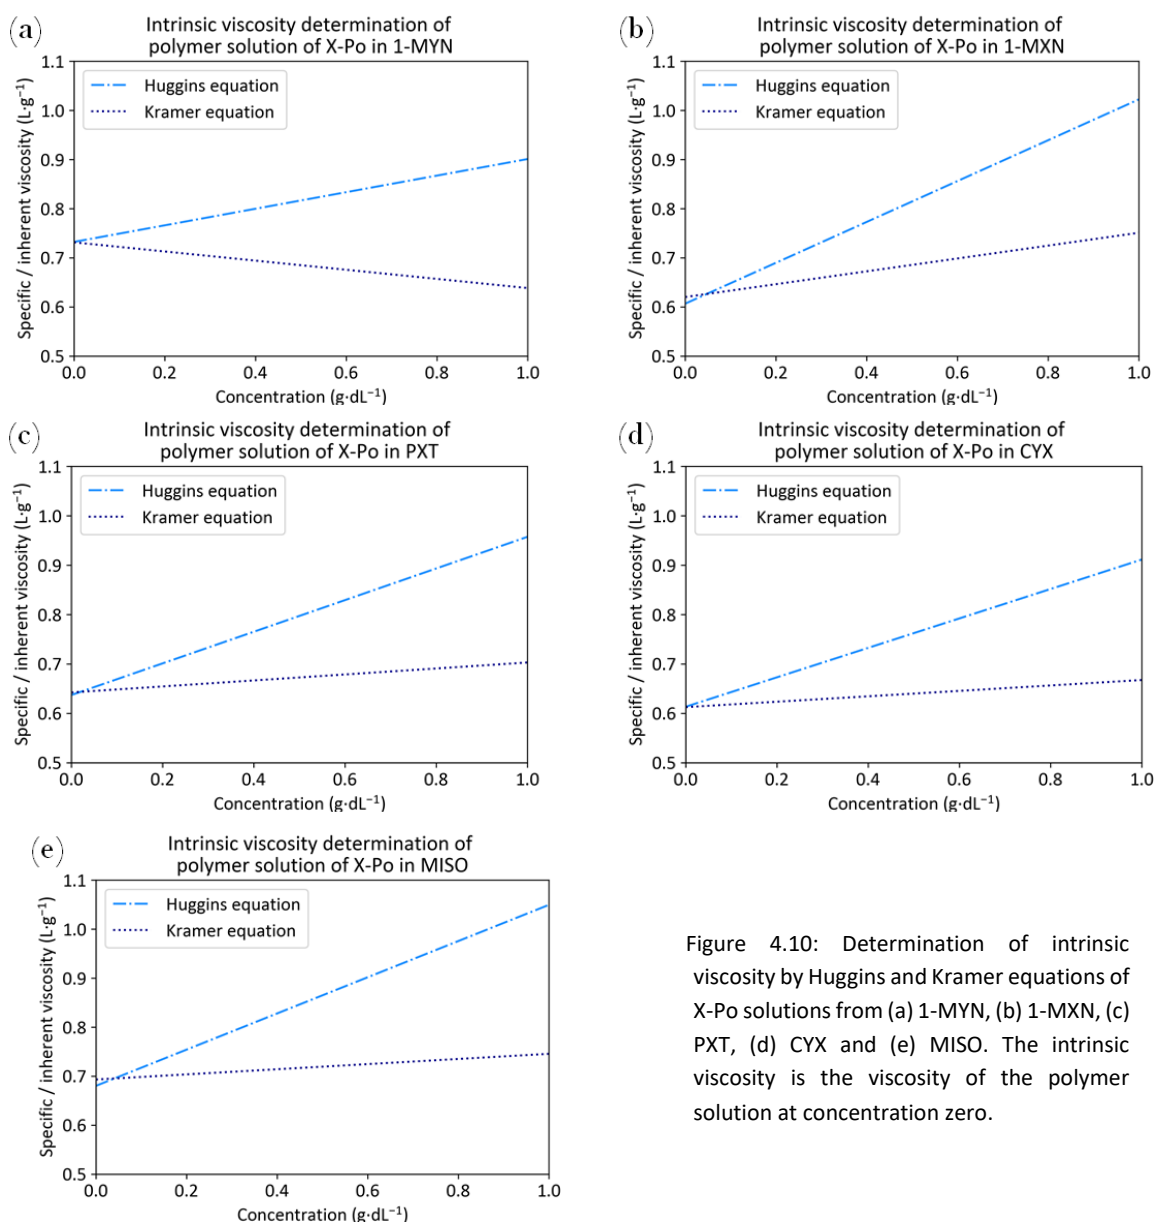 (a)
Intrinsic viscosity determination of
polymer solution of X-Po in 1-MYN
Huggins equation
Kramer equation
Specific / inherent viscosity (L·g⁻¹)
1.1
1.0
0.9
0.8
0.7
0.6
0.5
0.0 0.2 0.4 0.6 0.8 1.0
Concentration (g·dL⁻¹)
(b)
Intrinsic viscosity determination of
polymer solution of X-Po in 1-MXN
Huggins equation
Kramer equation
Specific / inherent viscosity (L·g⁻¹)
1.1
1.0
0.9
0.8
0.7
0.6
0.5
0.0 0.2 0.4 0.6 0.8 1.0
Concentration (g·dL⁻¹)
(c)
Intrinsic viscosity determination of
polymer solution of X-Po in PXT
Huggins equation
Kramer equation
Specific / inherent viscosity (L·g⁻¹)
1.1
1.0
0.9
0.8
0.7
0.6
0.5
0.0 0.2 0.4 0.6 0.8 1.0
Concentration (g·dL⁻¹)
(d)
Intrinsic viscosity determination of
polymer solution of X-Po in CYX
Huggins equation
Kramer equation
Specific / inherent viscosity (L·g⁻¹)
1.1
1.0
0.9
0.8
0.7
0.6
0.5
0.0 0.2 0.4 0.6 0.8 1.0
Concentration (g·dL⁻¹)
(e)
Intrinsic viscosity determination of
polymer solution of X-Po in MISO
Huggins equation
Kramer equation
Specific / inherent viscosity (L·g⁻¹)
1.1
1.0
0.9
0.8
0.7
0.6
0.5
0.0 0.2 0.4 0.6 0.8 1.0
Concentration (g·dL⁻¹)
Figure 4.10: Determination of intrinsic
viscosity by Huggins and Kramer equations of
X-Po solutions from (a) 1-MYN, (b) 1-MXN, (c)
PXT, (d) CYX and (e) MISO. The intrinsic
viscosity is the viscosity of the polymer
solution at concentration zero.